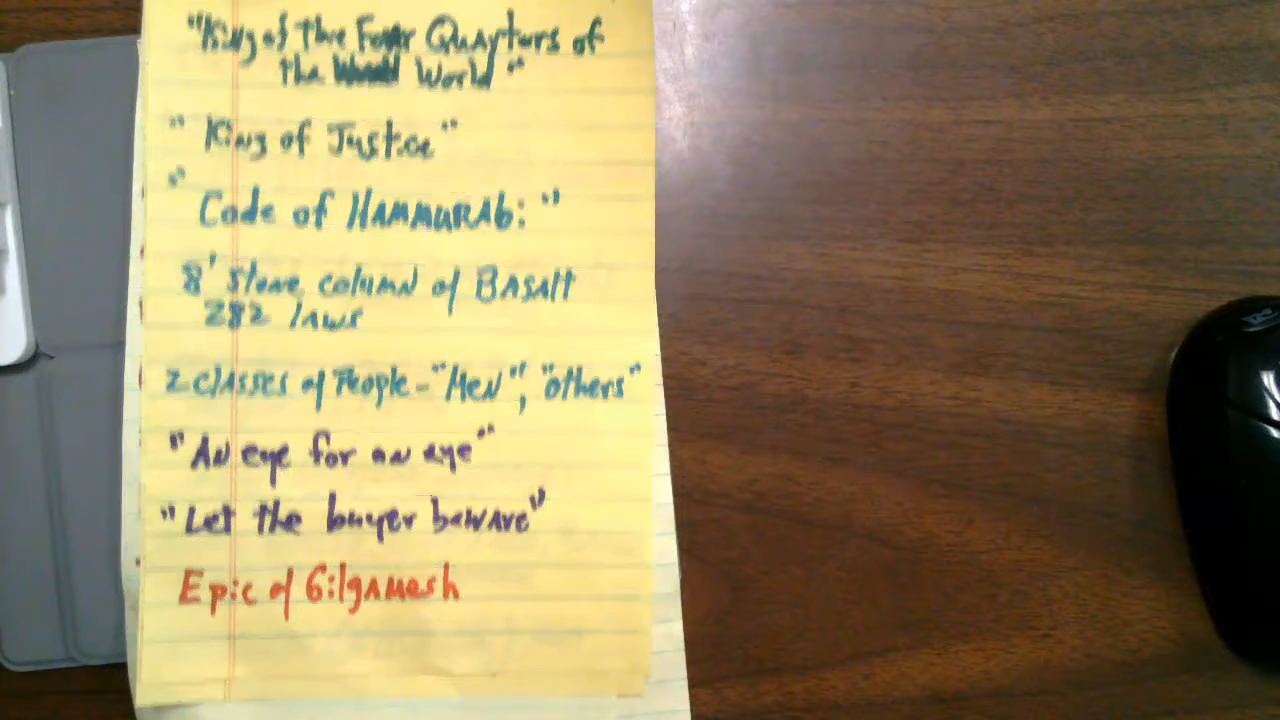 "King of the Four Quarters of
the World"
"King of Justice"
"Code of HAMMURAbi"
8' Stone column of BASAlt
282 laws
2 classes of People - "Men", "others"
"An eye for an eye"
"Let the buyer beware"
Epic of Gilgamesh